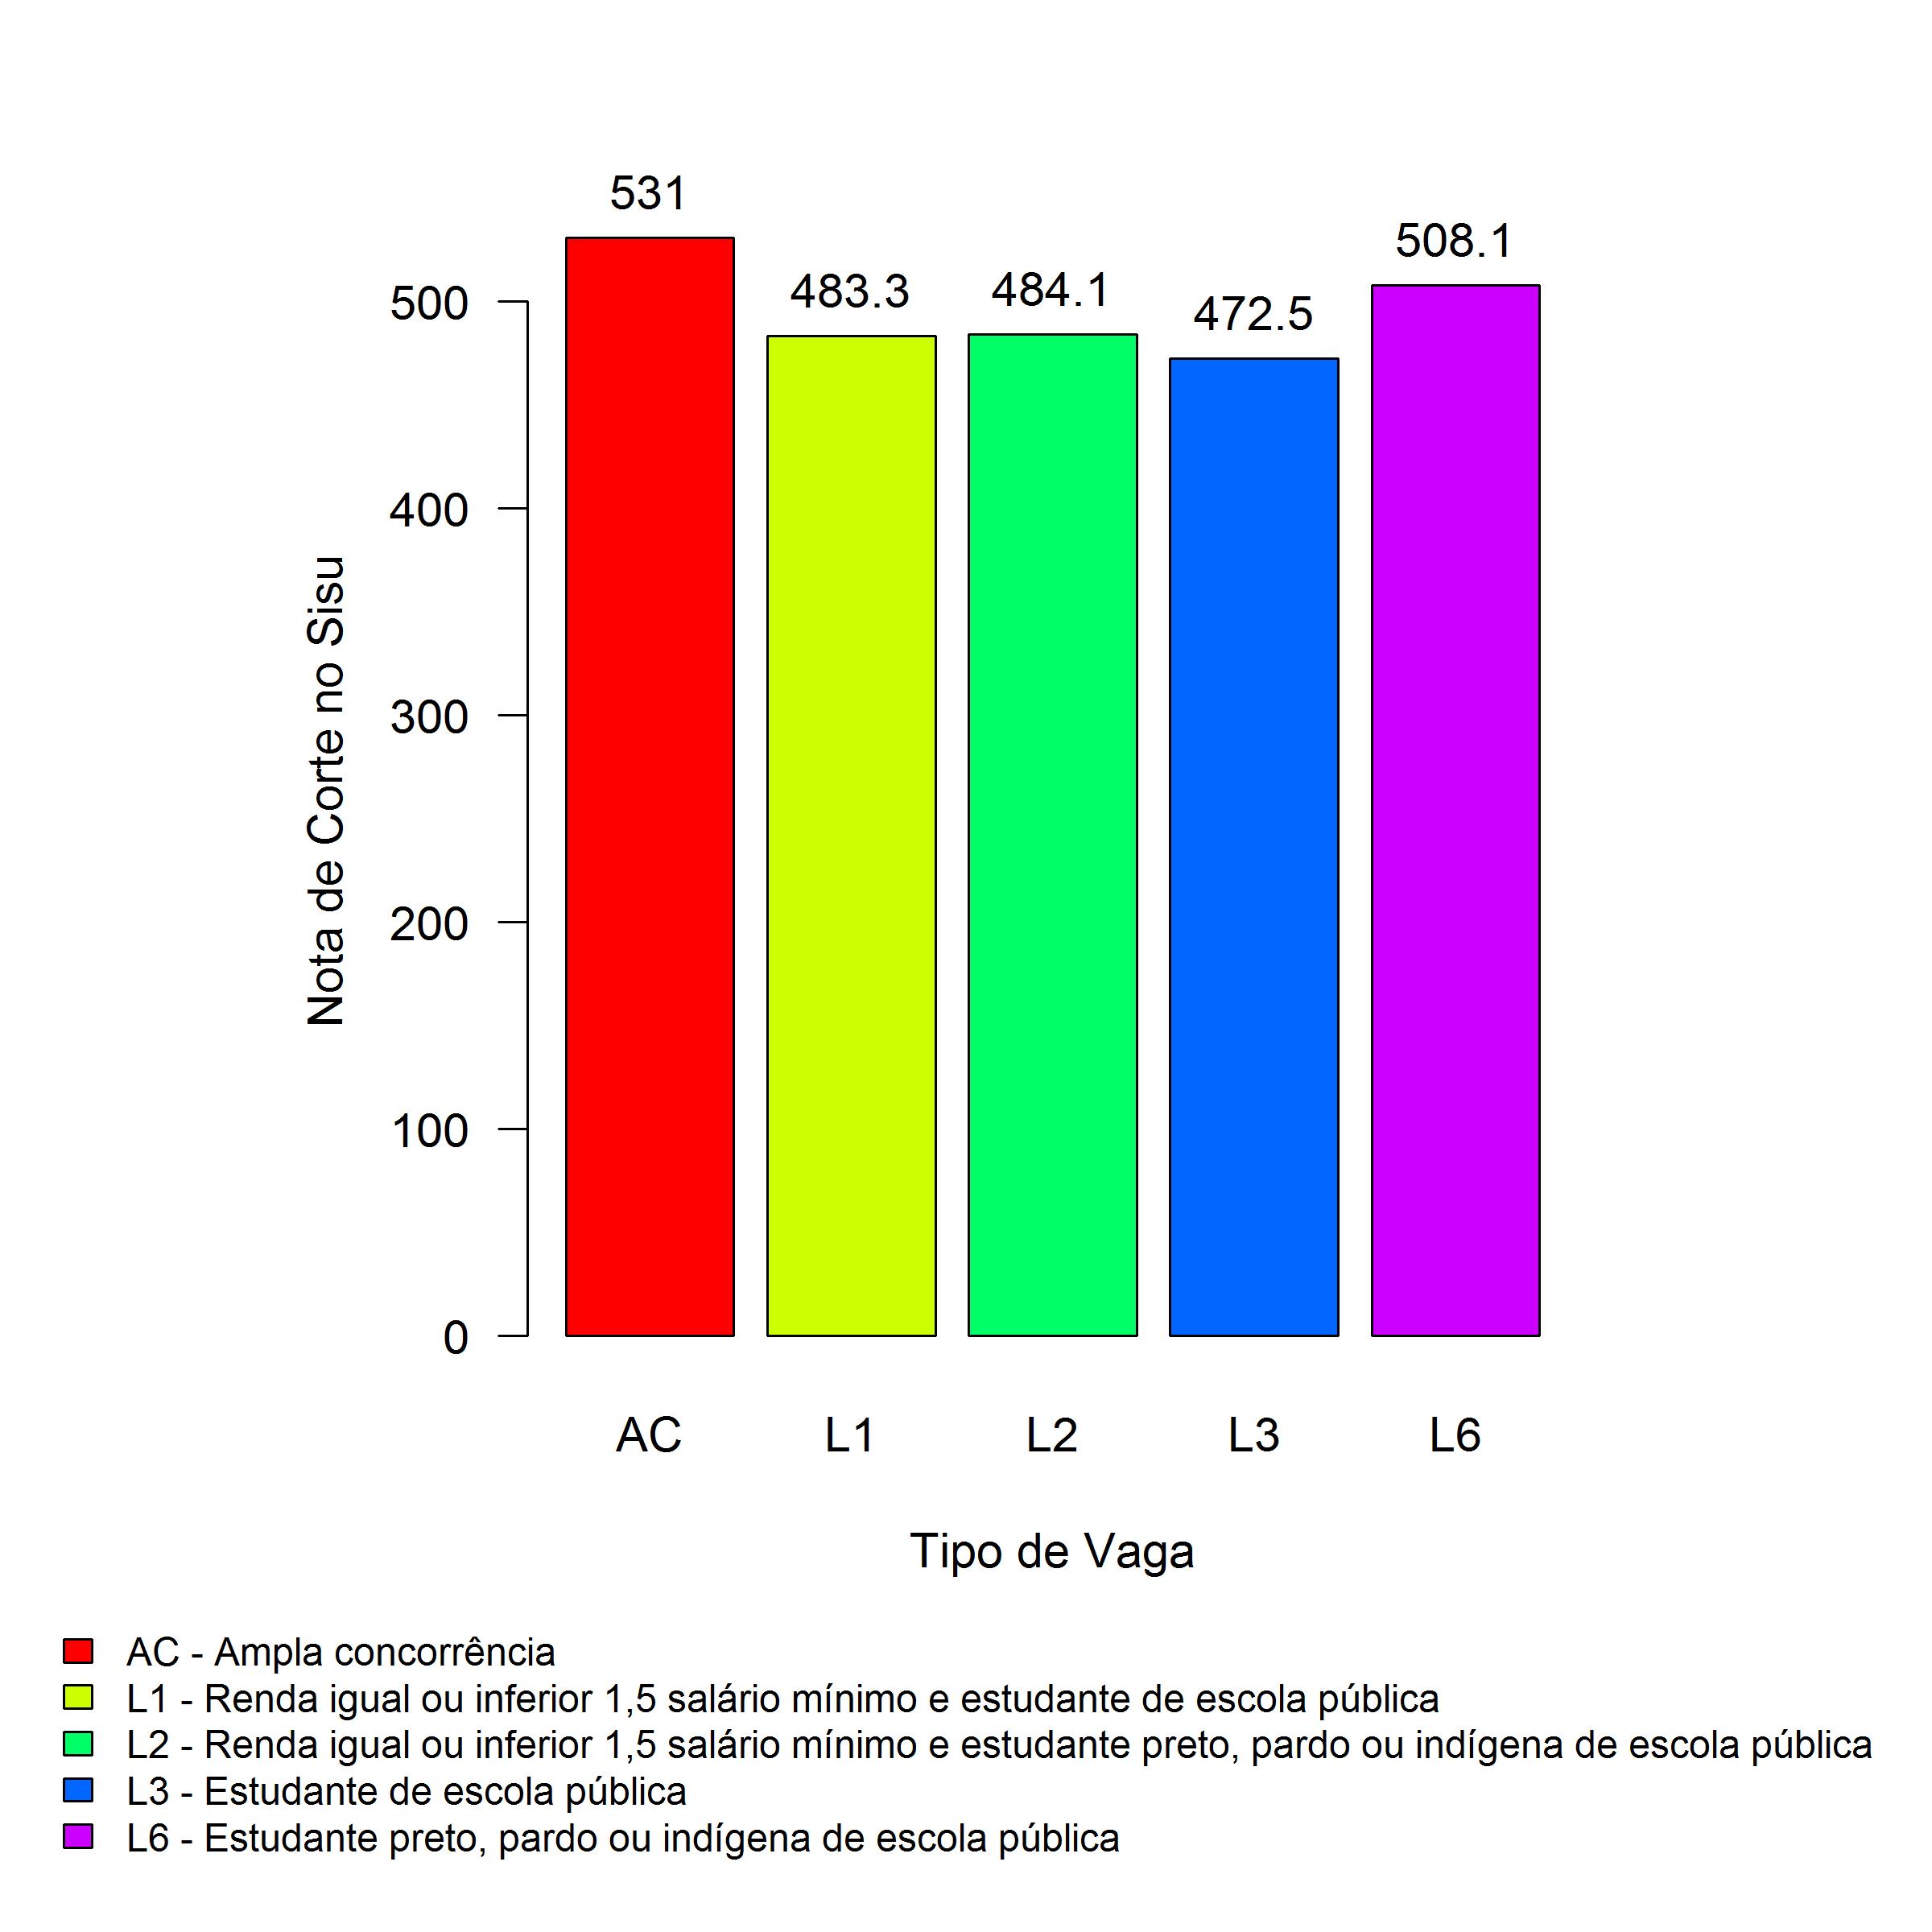 531
508.1
483.3
484.1
472.5
500
400
300
200
100
0
Nota de Corte no Sisu
AC L1 L2 L3 L6
Tipo de Vaga
AC - Ampla concorrência
L1 - Renda igual ou inferior 1,5 salário mínimo e estudante de escola pública
L2 - Renda igual ou inferior 1,5 salário mínimo e estudante preto, pardo ou indígena de escola pública
L3 - Estudante de escola pública
L6 - Estudante preto, pardo ou indígena de escola pública